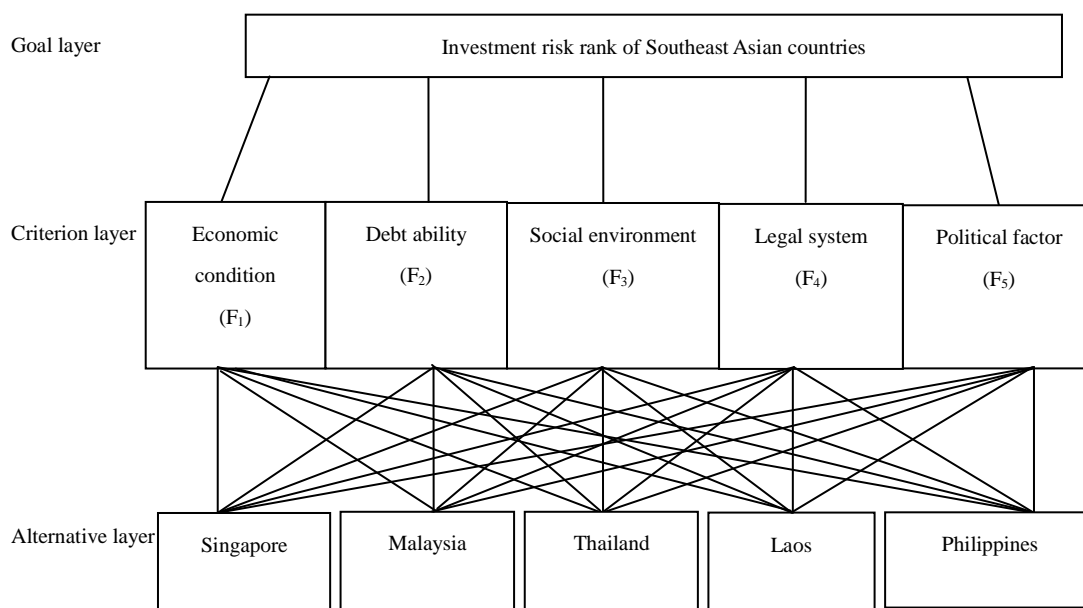 Goal layer
Investment risk rank of Southeast Asian countries
Criterion layer
Economic
condition
(F₁)
Debt ability
(F₂)
Social environment
(F₃)
Legal system
(F₄)
Political factor
(F₅)
Alternative layer
Singapore
Malaysia
Thailand
Laos
Philippines